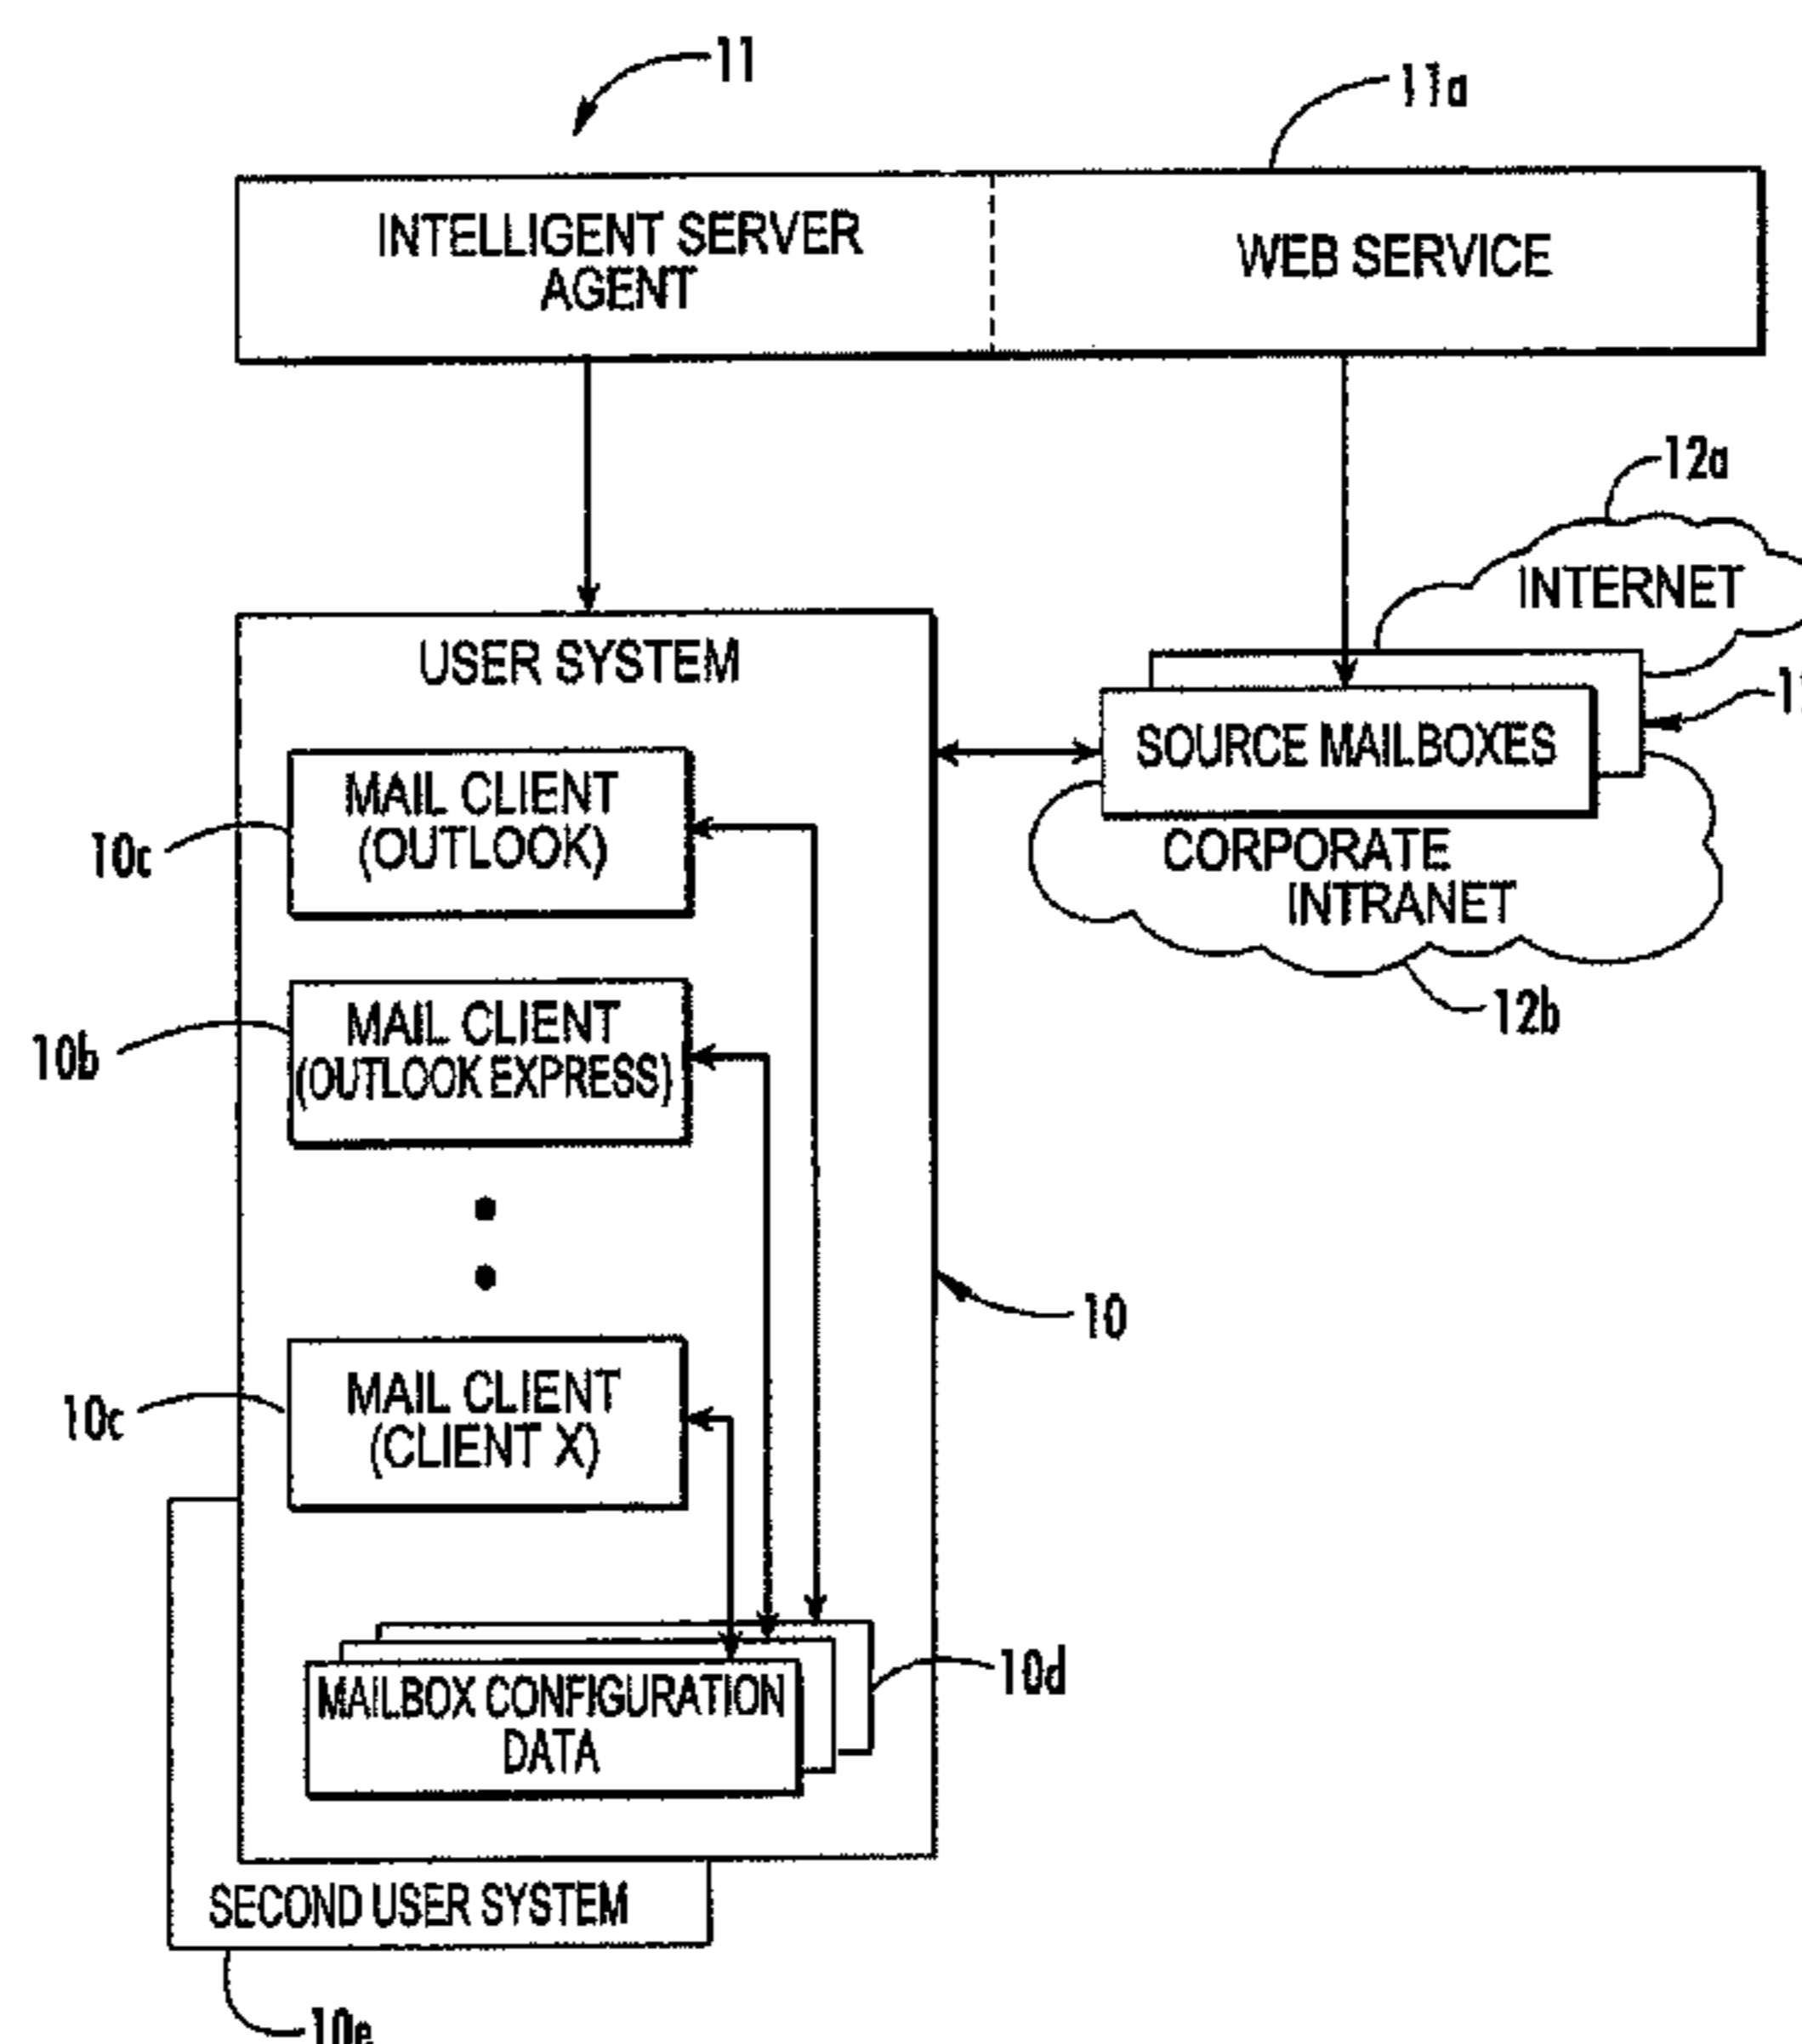 11
11a
INTELLIGENT SERVER
AGENT
WEB SERVICE
12a
INTERNET
USER SYSTEM
SOURCE MAILBOXES
MAIL CLIENT
(OUTLOOK)
10c
CORPORATE
INTRANET
12b
MAIL CLIENT
(OUTLOOK EXPRESS)
10b
10
MAIL CLIENT
(CLIENT X)
10c
10d
MAILBOX CONFIGURATION
DATA
SECOND USER SYSTEM
10e